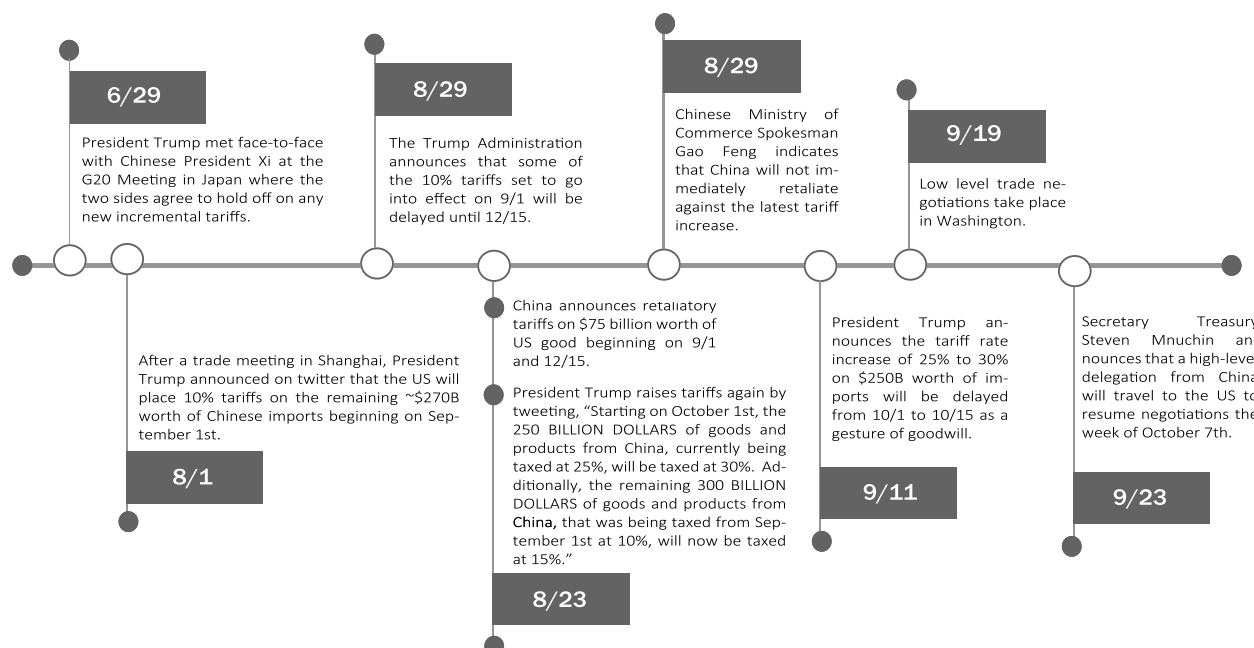 6/29
President Trump met face-to-face
with Chinese President Xi at the
G20 Meeting in Japan where the
two sides agree to hold off on any
new incremental tariffs.
After a trade meeting in Shanghai, President
Trump announced on twitter that the US will
place 10% tariffs on the remaining ~$270B
worth of Chinese imports beginning on Sep-
tember 1st.
8/1
8/29
The Trump Administration
announces that some of
the 10% tariffs set to go
into effect on 9/1 will be
delayed until 12/15.
China announces retaliatory
tariffs on $75 billion worth of
US good beginning on 9/1
and 12/15.
President Trump raises tariffs again by
tweeting, “Starting on October 1st, the
250 BILLION DOLLARS of goods and
products from China, currently being
taxed at 25%, will be taxed at 30%. Ad-
ditionally, the remaining 300 BILLION
DOLLARS of goods and products from
China, that was being taxed from Sep-
tember 1st at 10%, will now be taxed
at 15%.”
8/23
8/29
Chinese Ministry of
Commerce Spokesman
Gao Feng indicates
that China will not im-
mediately retaliate
against the latest tariff
increase.
President Trump an-
nounces the tariff rate
increase of 25% to 30%
on $250B worth of im-
ports will be delayed
from 10/1 to 10/15 as a
gesture of goodwill.
9/11
9/19
Low level trade ne-
gotiations take place
in Washington.
Secretary Treasury
Steven Mnuchin an-
nounces that a high-leve
delegation from China
will travel to the US to
resume negotiations the
week of October 7th.
9/23